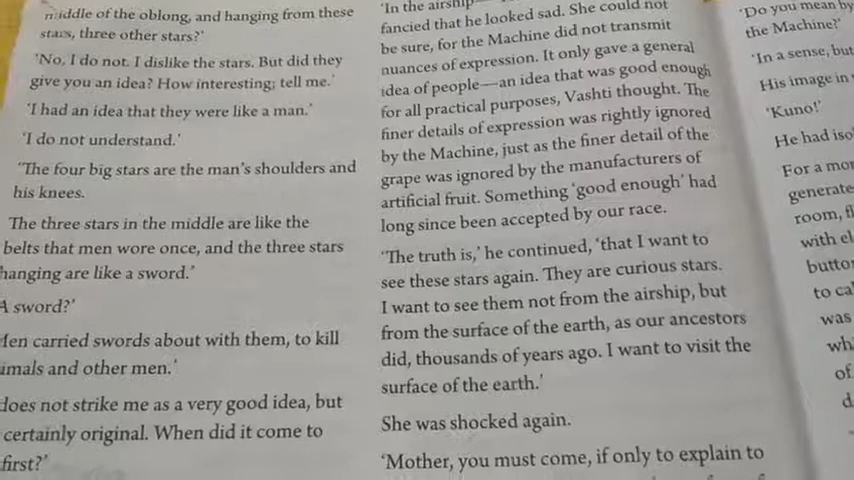 middle of the oblong, and hanging from these
stars, three other stars?'
'No, I do not. I dislike the stars. But did they
give you an idea? How interesting; tell me.'
'I had an idea that they were like a man.'
'I do not understand.'
'The four big stars are the man's shoulders and
his knees.
The three stars in the middle are like the
belts that men wore once, and the three stars
hanging are like a sword.'
A sword?'
Men carried swords about with them, to kill
imals and other men.'
does not strike me as a very good idea, but
certainly original. When did it come to
first?'
'In the airship—
fancied that he looked sad. She could not
be sure, for the Machine did not transmit
nuances of expression. It only gave a general
idea of people—an idea that was good enough
for all practical purposes, Vashti thought. The
finer details of expression was rightly ignored
by the Machine, just as the finer detail of the
grape was ignored by the manufacturers of
artificial fruit. Something 'good enough' had
long since been accepted by our race.
'The truth is,' he continued, 'that I want to
see these stars again. They are curious stars.
I want to see them not from the airship, but
from the surface of the earth, as our ancestors
did, thousands of years ago. I want to visit the
surface of the earth.'
She was shocked again.
'Mother, you must come, if only to explain to
'Do you mean by
the Machine?'
'In a sense, but
His image in
'Kuno!'
He had iso
For a mo
generate
room, fl
with el
button
to ca
was
wh
of
d